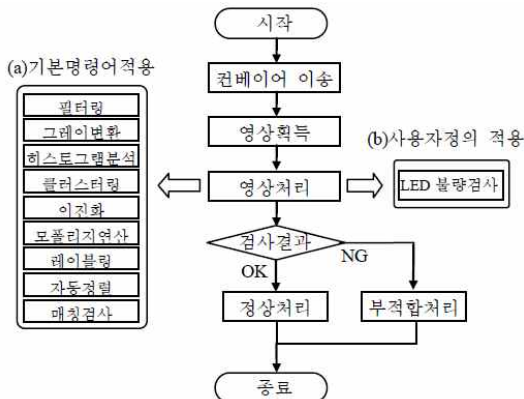 시작
(a)기본명령어적용
컨베이어 이송
필터링
그레이변환
히스토그램분석
클러스터링
이진화
모폴리지연산
레이블링
자동정렬
매칭검사
영상획득
(b)사용자정의 적용
영상처리
LED 불량검사
검사결과
OK
NG
정상처리
부적합처리
종료